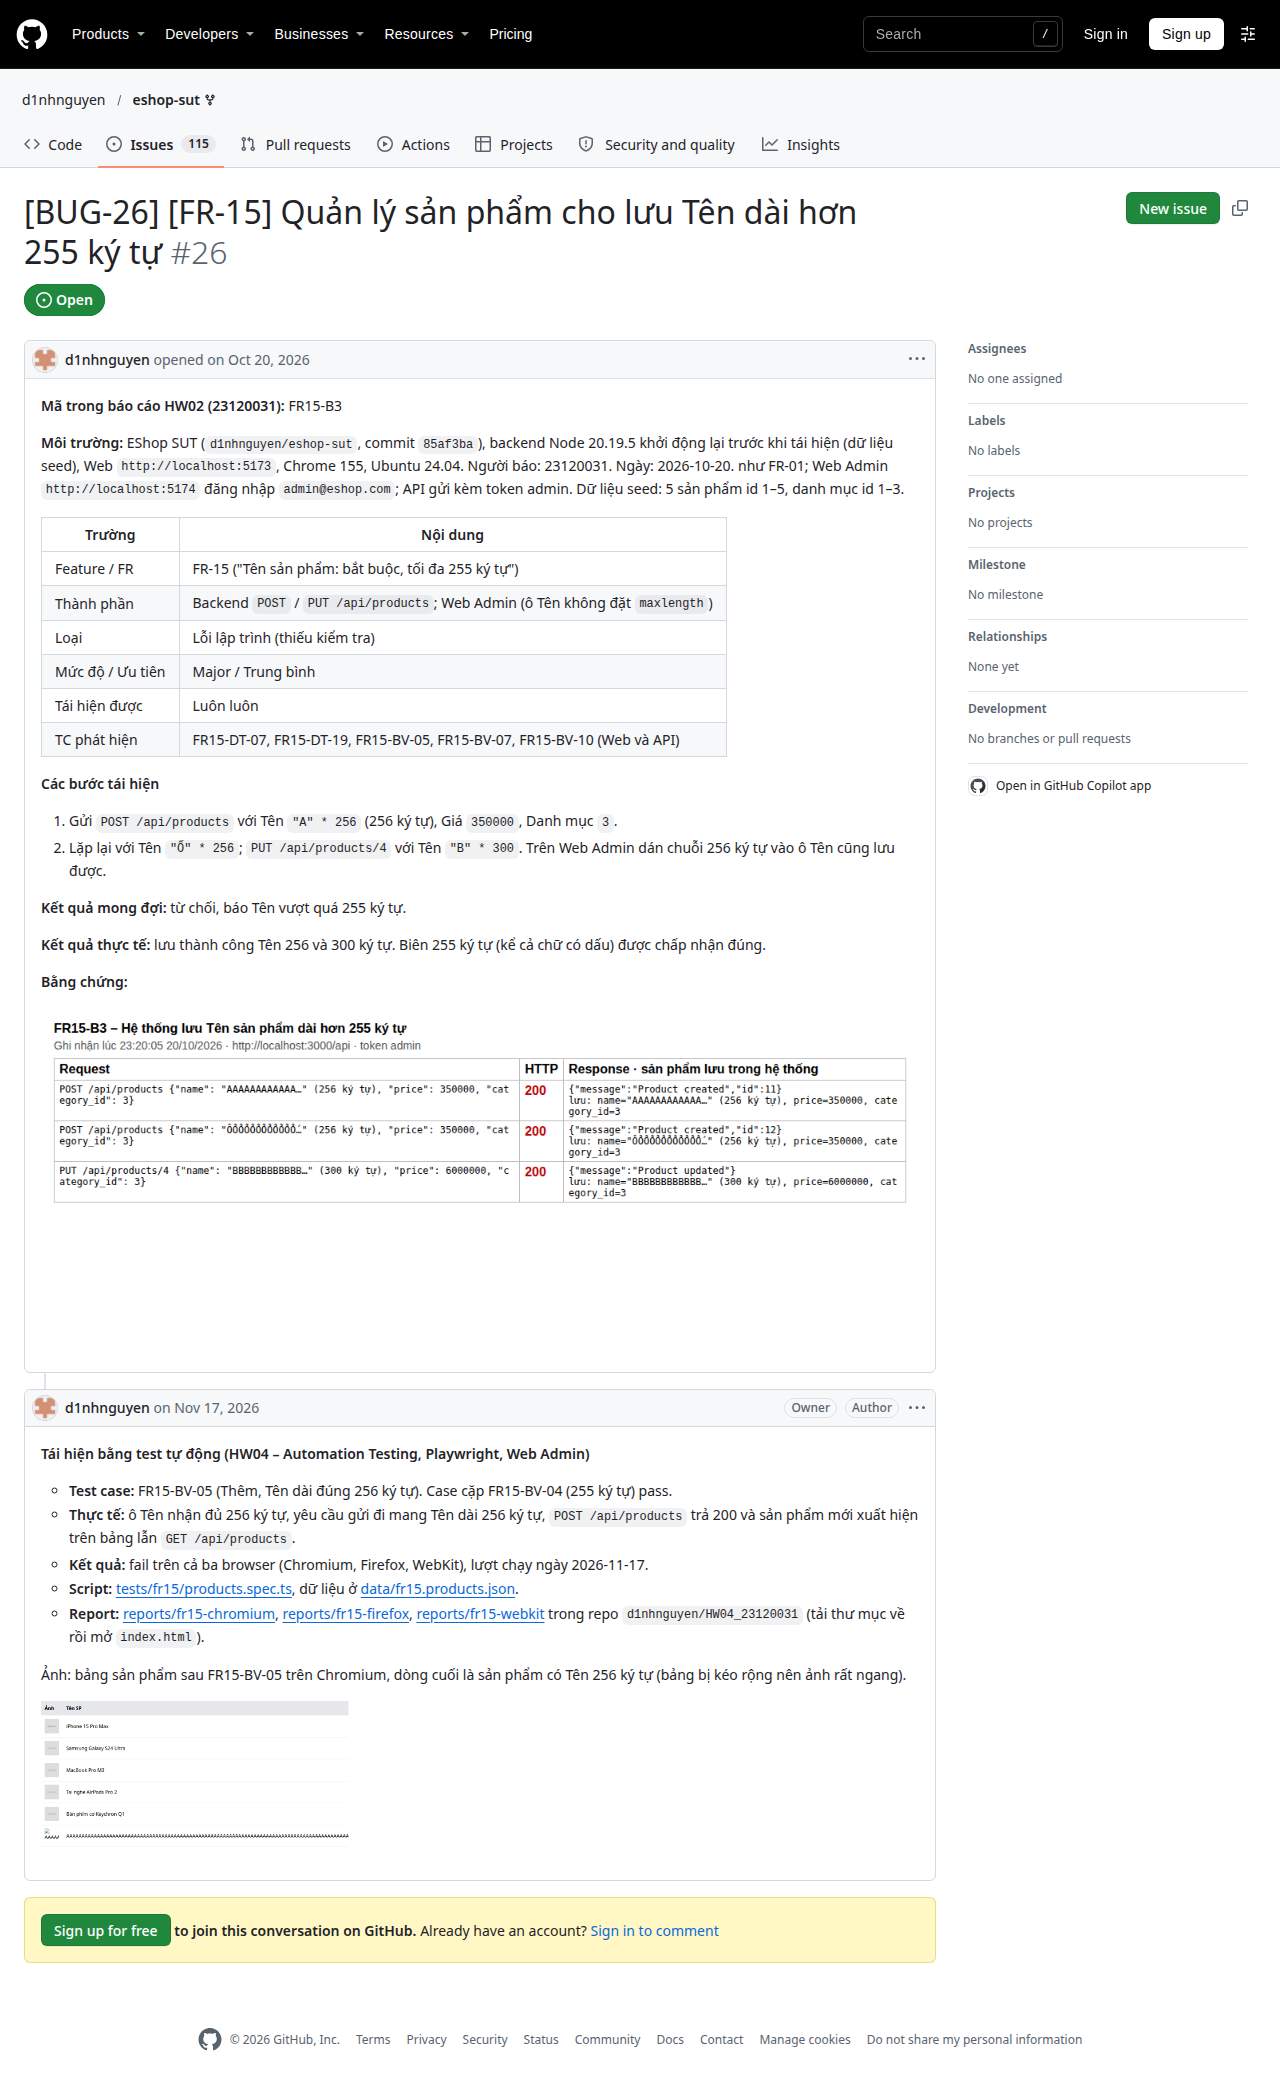 Products Developers Businesses Resources Pricing Search / Sign in Sign up
d1nhnguyen / eshop-sut
Code Issues 115 Pull requests Actions Projects Security and quality Insights
[BUG-26] [FR-15] Quản lý sản phẩm cho lưu Tên dài hơn
255 ký tự #26
New issue
Open
d1nhnguyen opened on Oct 20, 2026
Mã trong báo cáo HW02 (23120031): FR15-B3
Môi trường: EShop SUT ( d1nhnguyen/eshop-sut , commit 85af3ba ), backend Node 20.19.5 khởi động lại trước khi tái hiện (dữ liệu
seed), Web http://localhost:5173 , Chrome 155, Ubuntu 24.04. Người báo: 23120031. Ngày: 2026-10-20. như FR-01; Web Admin
http://localhost:5174 đăng nhập admin@eshop.com ; API gửi kèm token admin. Dữ liệu seed: 5 sản phẩm id 1–5, danh mục id 1–3.
Trường Nội dung
Feature / FR FR-15 ("Tên sản phẩm: bắt buộc, tối đa 255 ký tự")
Thành phần Backend POST / PUT /api/products ; Web Admin (ô Tên không đặt maxlength )
Loại Lỗi lập trình (thiếu kiểm tra)
Mức độ / Ưu tiên Major / Trung bình
Tái hiện được Luôn luôn
TC phát hiện FR15-DT-07, FR15-DT-19, FR15-BV-05, FR15-BV-07, FR15-BV-10 (Web và API)
Các bước tái hiện
1. Gửi POST /api/products với Tên "A" * 256 (256 ký tự), Giá 350000 , Danh mục 3 .
2. Lặp lại với Tên "Ố" * 256 ; PUT /api/products/4 với Tên "B" * 300 . Trên Web Admin dán chuỗi 256 ký tự vào ô Tên cũng lưu
được.
Kết quả mong đợi: từ chối, báo Tên vượt quá 255 ký tự.
Kết quả thực tế: lưu thành công Tên 256 và 300 ký tự. Biên 255 ký tự (kể cả chữ có dấu) được chấp nhận đúng.
Bằng chứng:
FR15-B3 – Hệ thống lưu Tên sản phẩm dài hơn 255 ký tự
Ghi nhận lúc 23:20:05 20/10/2026 · http://localhost:3000/api · token admin
Request HTTP Response · sản phẩm lưu trong hệ thống
POST /api/products {"name": "AAAAAAAAAAAA…" (256 ký tự), "price": 350000, "cat
egory_id": 3}
200
{"message":"Product created","id":11}
lưu: name="AAAAAAAAAAAA…" (256 ký tự), price=350000, cate
gory_id=3
POST /api/products {"name": "ỐỐỐỐỐỐỐỐỐỐỐỐ…" (256 ký tự), "price": 350000, "cat
egory_id": 3}
200
{"message":"Product created","id":12}
lưu: name="ỐỐỐỐỐỐỐỐỐỐỐỐ…" (256 ký tự), price=350000, cate
gory_id=3
PUT /api/products/4 {"name": "BBBBBBBBBBBB…" (300 ký tự), "price": 6000000, "c
ategory_id": 3}
200
{"message":"Product updated"}
lưu: name="BBBBBBBBBBBB…" (300 ký tự), price=6000000, cat
egory_id=3
d1nhnguyen on Nov 17, 2026 Owner Author
Tái hiện bằng test tự động (HW04 – Automation Testing, Playwright, Web Admin)
Test case: FR15-BV-05 (Thêm, Tên dài đúng 256 ký tự). Case cặp FR15-BV-04 (255 ký tự) pass.
Thực tế: ô Tên nhận đủ 256 ký tự, yêu cầu gửi đi mang Tên dài 256 ký tự, POST /api/products trả 200 và sản phẩm mới xuất hiện
trên bảng lẫn GET /api/products .
Kết quả: fail trên cả ba browser (Chromium, Firefox, WebKit), lượt chạy ngày 2026-11-17.
Script: tests/fr15/products.spec.ts, dữ liệu ở data/fr15.products.json.
Report: reports/fr15-chromium, reports/fr15-firefox, reports/fr15-webkit trong repo d1nhnguyen/HW04_23120031 (tải thư mục về
rồi mở index.html ).
Ảnh: bảng sản phẩm sau FR15-BV-05 trên Chromium, dòng cuối là sản phẩm có Tên 256 ký tự (bảng bị kéo rộng nên ảnh rất ngang).
Ảnh Tên SP
iPhone 15 Pro Max
Samsung Galaxy S24 Ultra
MacBook Pro M3
Tai nghe AirPods Pro 2
Bàn phím cơ Keychron Q1
Assignees
No one assigned
Labels
No labels
Projects
No projects
Milestone
No milestone
Relationships
None yet
Development
No branches or pull requests
Open in GitHub Copilot app
Sign up for free to join this conversation on GitHub. Already have an account? Sign in to comment
© 2026 GitHub, Inc. Terms Privacy Security Status Community Docs Contact Manage cookies Do not share my personal information